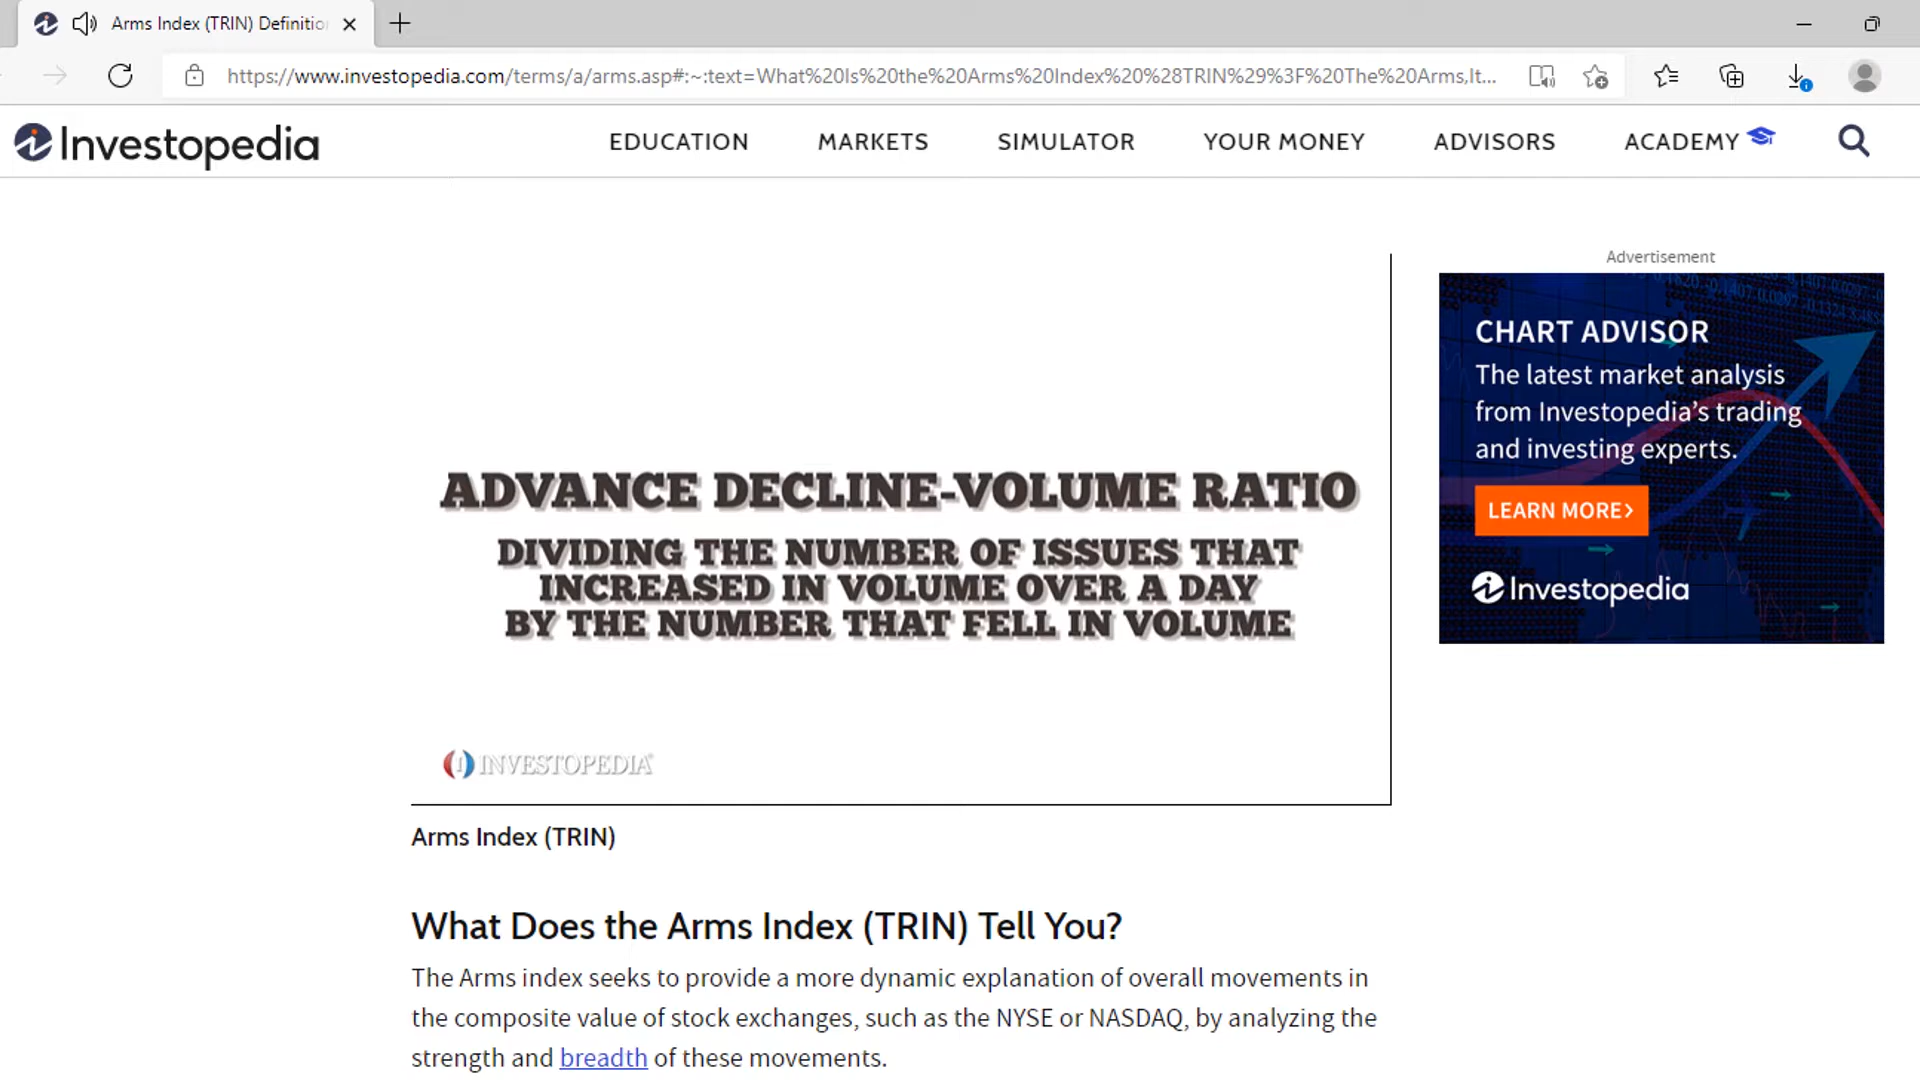 Arms Index (TRIN) Definitio
https://www.investopedia.com/terms/a/arms.asp#:~:text=What%20Is%20the%20Arms%20Index%20%28TRIN%29%3F%20The%20Arms,It...
Investopedia
EDUCATION
MARKETS
SIMULATOR
YOUR MONEY
ADVISORS
ACADEMY
ADVANCE DECLINE-VOLUME RATIO
DIVIDING THE NUMBER OF ISSUES THAT
INCREASED IN VOLUME OVER A DAY
BY THE NUMBER THAT FELL IN VOLUME
INVESTOPEDIA
Arms Index (TRIN)
What Does the Arms Index (TRIN) Tell You?
The Arms index seeks to provide a more dynamic explanation of overall movements in
the composite value of stock exchanges, such as the NYSE or NASDAQ, by analyzing the
strength and breadth of these movements.
Advertisement
CHART ADVISOR
The latest market analysis
from Investopedia's trading
and investing experts.
LEARN MORE>
Investopedia